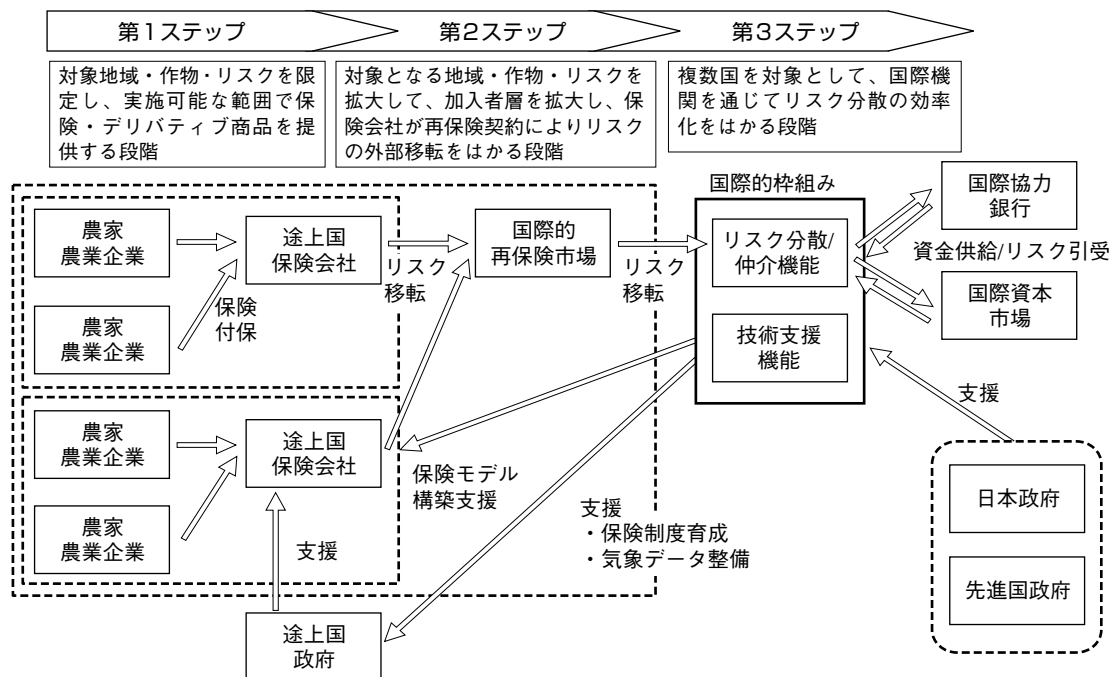 第1ステップ
第2ステップ
第3ステップ
対象地域・作物・リスクを限
定し、実施可能な範囲で保
険・デリバティブ商品を提
供する段階
対象となる地域・作物・リスクを
拡大して、加入者層を拡大し、保
険会社が再保険契約によりリスク
の外部移転をはかる段階
複数国を対象として、国際機
関を通じてリスク分散の効率
化をはかる段階
農家
農業企業
農家
農業企業
保険
付保
途上国
保険会社
リスク
移転
国際的
再保険市場
リスク
移転
国際的枠組み
リスク分散/
仲介機能
技術支援
機能
国際協力
銀行
資金供給/リスク引受
国際資本
市場
農家
農業企業
農家
農業企業
途上国
保険会社
支援
途上国
政府
保険モデル
構築支援
支援
・保険制度育成
・気象データ整備
支援
日本政府
先進国政府